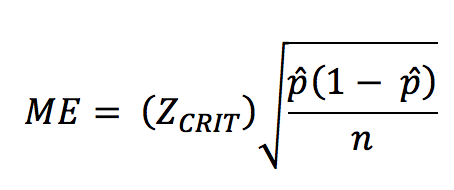 ME = (Z_CRIT) √(p̂(1 − p̂)/n)